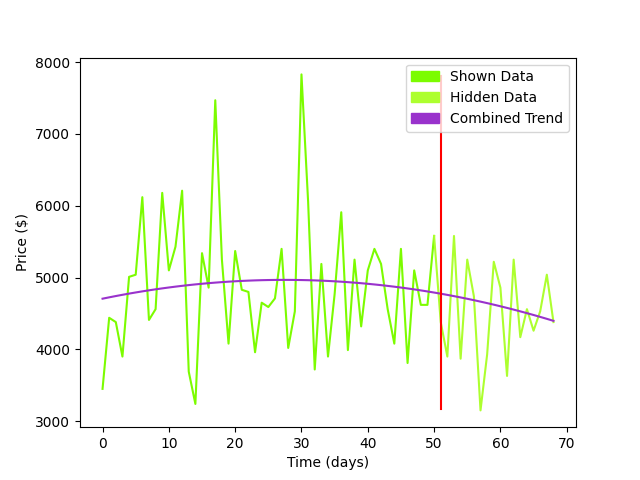 8000
7000
6000
5000
4000
3000
Price ($)
0 10 20 30 40 50 60 70
Time (days)
Shown Data
Hidden Data
Combined Trend